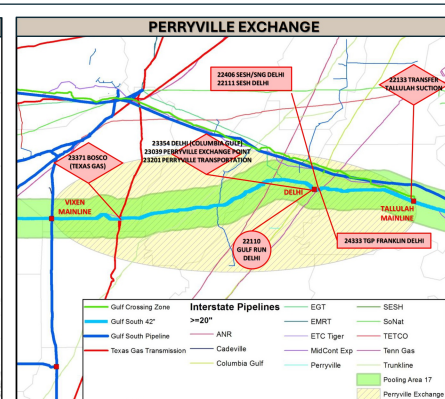 PERRYVILLE EXCHANGE
22406 SESH/SNG DELHI
22111 SESH DELHI
22133 TRANSFER
TALLULAH SUCTION
23371 BOSCO
(TEXAS GAS)
23354 DELHI (COLUMBIA GULF)
23039 PERRYVILLE EXCHANGE POINT
23201 PERRYVILLE TRANSPORTATION
VIXEN
MAINLINE
DELHI
TALLULAH
MAINLINE
22110
GULF RUN
DELHI
24333 TGP FRANKLIN DELHI
Gulf Crossing Zone
Gulf South 42"
Gulf South Pipeline
Texas Gas Transmission
Interstate Pipelines
>=20"
ANR
Cadeville
Columbia Gulf
EGT
EMRT
ETC Tiger
MidCont Exp
Perryville
SESH
SoNat
TETCO
Tenn Gas
Trunkline
Pooling Area 17
Perryville Exchange